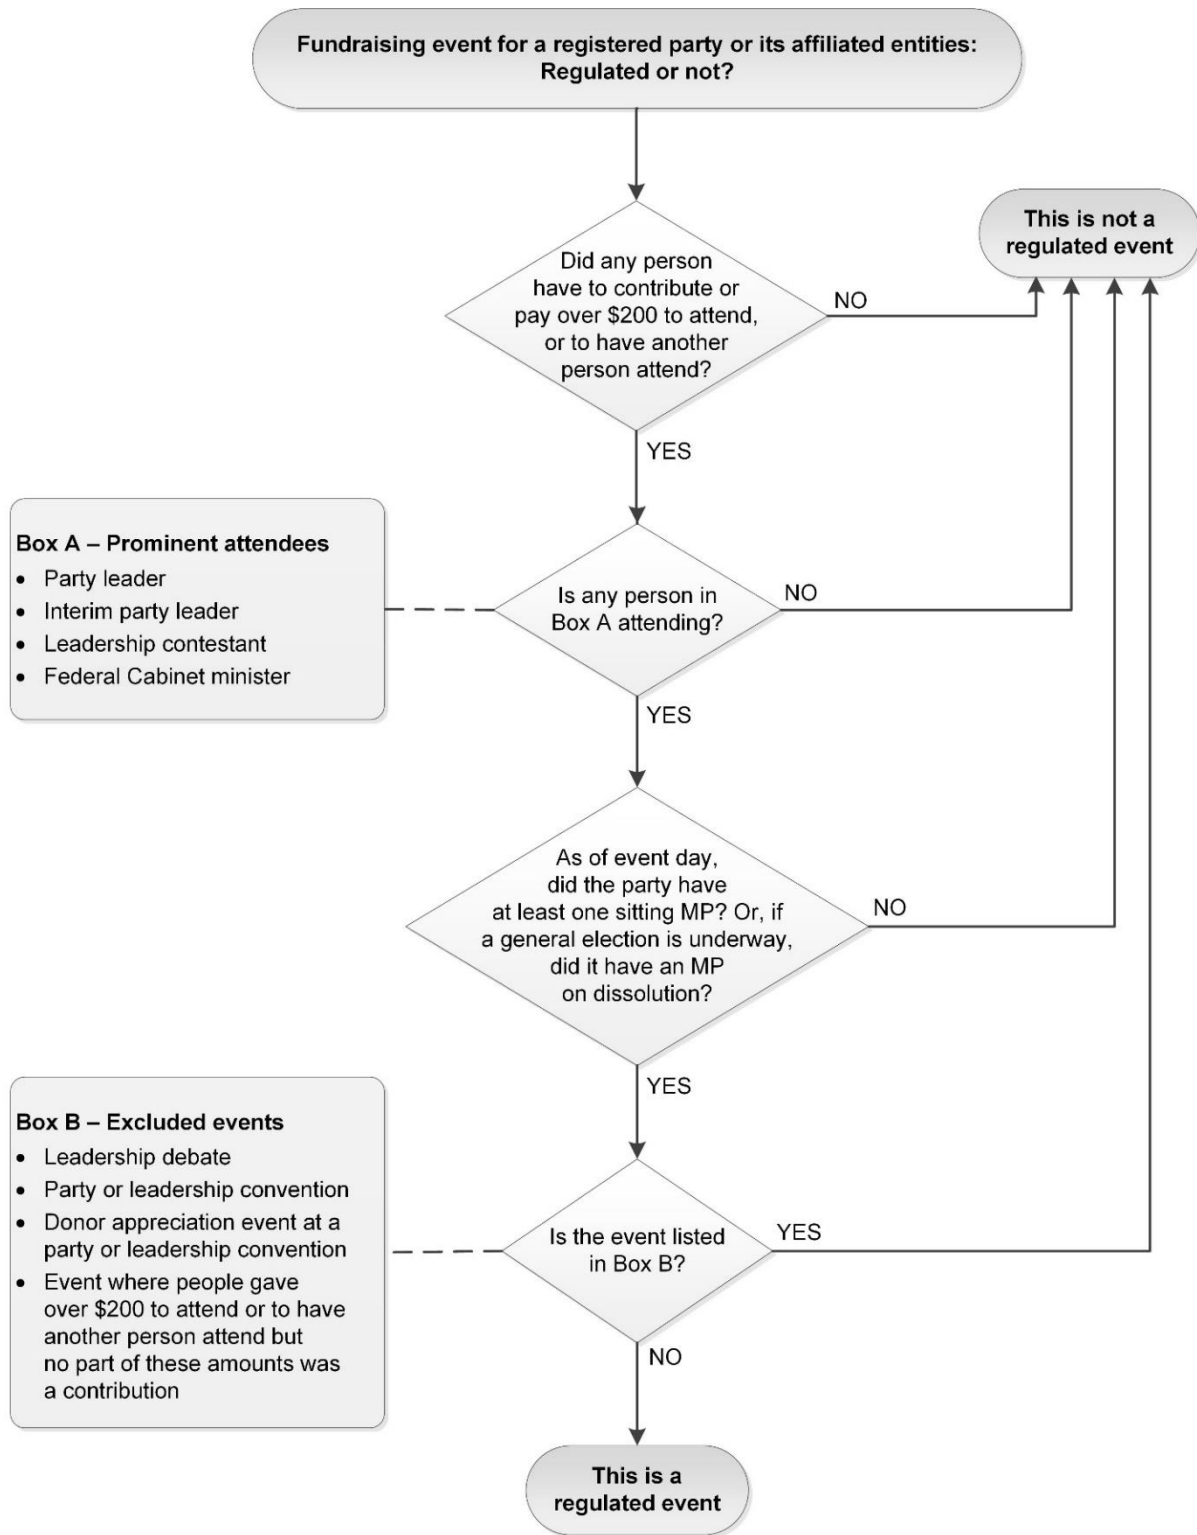 Fundraising event for a registered party or its affiliated entities:
Regulated or not?
This is not a
regulated event
Did any person
have to contribute or
pay over $200 to attend,
or to have another
person attend?
NO
YES
Box A – Prominent attendees
• Party leader
• Interim party leader
• Leadership contestant
• Federal Cabinet minister
Is any person in
Box A attending?
NO
YES
As of event day,
did the party have
at least one sitting MP? Or, if
a general election is underway,
did it have an MP
on dissolution?
NO
YES
Box B – Excluded events
• Leadership debate
• Party or leadership convention
• Donor appreciation event at a
party or leadership convention
• Event where people gave
over $200 to attend or to have
another person attend but
no part of these amounts was
a contribution
Is the event listed
in Box B?
YES
NO
This is a
regulated event